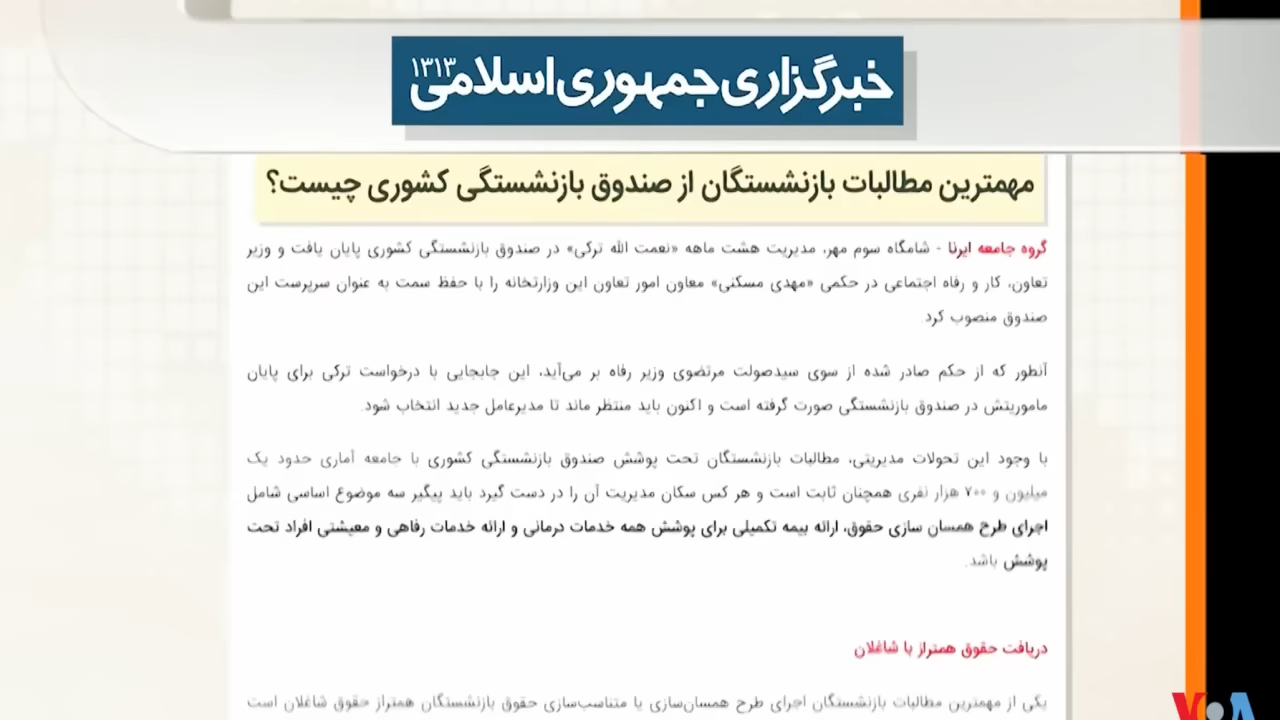 خبرگزاری جمهوری اسلامی ۱۳۱۳
مهمترین مطالبات بازنشستگان از صندوق بازنشستگی کشوری چیست؟
گروه جامعه ایرنا - شامگاه سوم مهر، مدیریت هشت ماهه «نعمت الله ترکی» در صندوق بازنشستگی کشوری پایان یافت و وزیر
تعاون، کار و رفاه اجتماعی در حکمی «مهدی مسکنی» معاون امور تعاون این وزارتخانه را با حفظ سمت به عنوان سرپرست این
صندوق منصوب کرد.
آنطور که از حکم صادر شده از سوی سیدصولت مرتضوی وزیر رفاه بر می‌آید، این جابجایی با درخواست ترکی برای پایان
ماموریتش در صندوق بازنشستگی صورت گرفته است و اکنون باید منتظر ماند تا مدیرعامل جدید انتخاب شود.
با وجود این تحولات مدیریتی، مطالبات بازنشستگان تحت پوشش صندوق بازنشستگی کشوری با جامعه آماری حدود یک
میلیون و ۷۰۰ هزار نفری همچنان ثابت است و هر کس سکان مدیریت آن را در دست گیرد باید پیگیر سه موضوع اساسی شامل
اجرای طرح همسان سازی حقوق، ارائه بیمه تکمیلی برای پوشش همه خدمات درمانی و ارائه خدمات رفاهی و معیشتی افراد تحت
پوشش باشد.
دریافت حقوق همتراز با شاغلان
یکی از مهمترین مطالبات بازنشستگان اجرای طرح همسان‌سازی یا متناسب‌سازی حقوق بازنشستگان همتراز حقوق شاغلان است
VOA